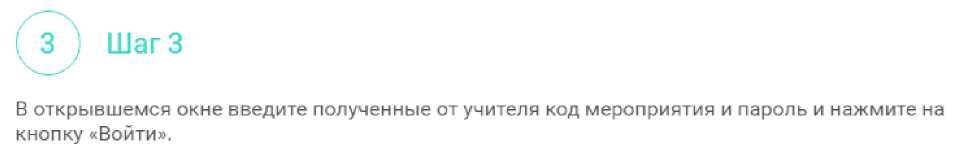 3 Шаг 3
В открывшемся окне введите полученные от учителя код мероприятия и пароль и нажмите на
кнопку «Войти».